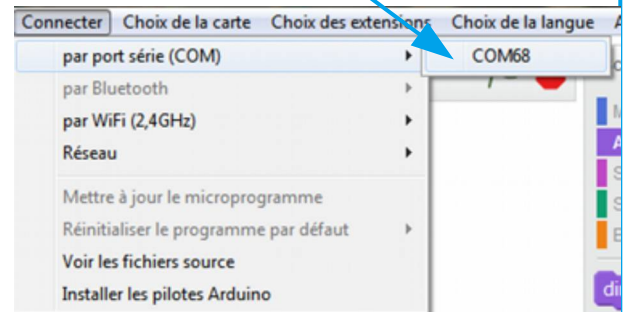 Connecter Choix de la carte Choix des extensions Choix de la langue
par port série (COM) COM68
par Bluetooth
par WiFi (2,4GHz)
Réseau
Mettre à jour le microprogramme
Réinitialiser le programme par défaut
Voir les fichiers source
Installer les pilotes Arduino